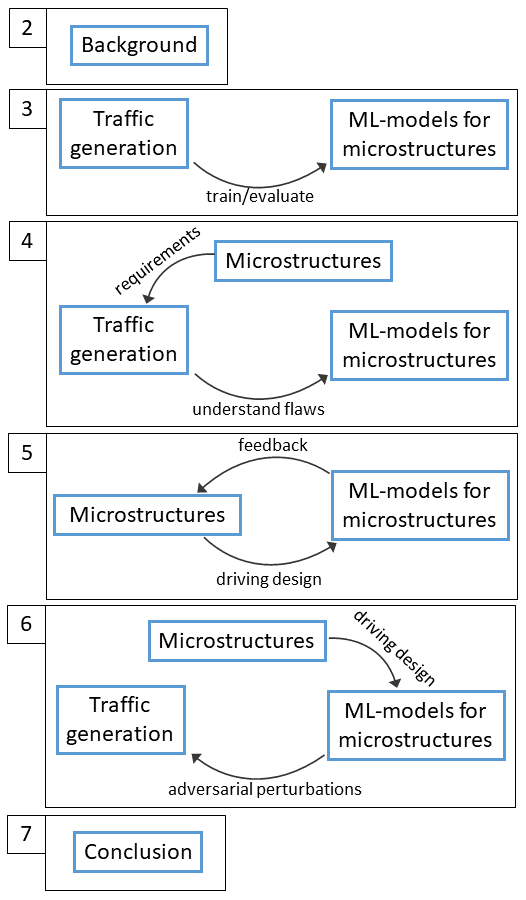 2
Background
3
Traffic
generation
ML-models for
microstructures
train/evaluate
4
requirements
Microstructures
Traffic
generation
ML-models for
microstructures
understand flaws
5
feedback
Microstructures
ML-models for
microstructures
driving design
6
Microstructures
driving design
Traffic
generation
ML-models for
microstructures
adversarial perturbations
7
Conclusion